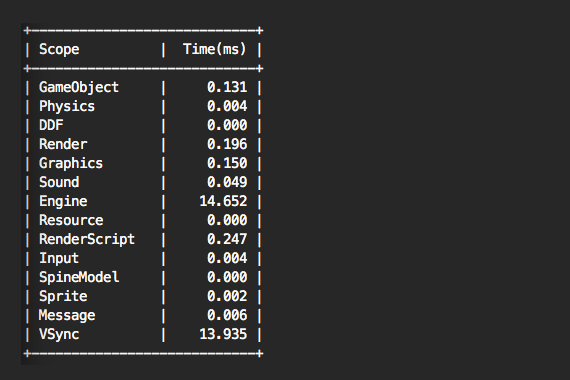 +----------------------------+
| Scope          |  Time(ms) |
+----------------------------+
| GameObject     |     0.131 |
| Physics        |     0.004 |
| DDF            |     0.000 |
| Render         |     0.196 |
| Graphics       |     0.150 |
| Sound          |     0.049 |
| Engine         |    14.652 |
| Resource       |     0.000 |
| RenderScript   |     0.247 |
| Input          |     0.004 |
| SpineModel     |     0.000 |
| Sprite         |     0.002 |
| Message        |     0.006 |
| VSync          |    13.935 |
+----------------------------+